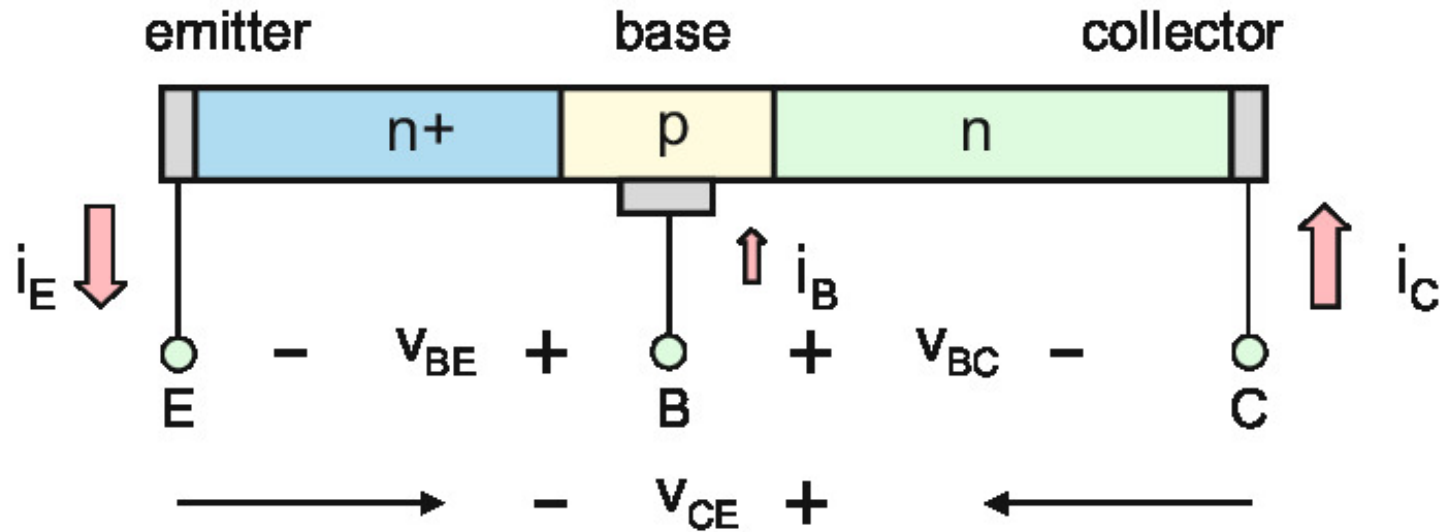 emitter base collector
n+ p n
iE iB iC
− vBE + + vBC −
E B C
− vCE +